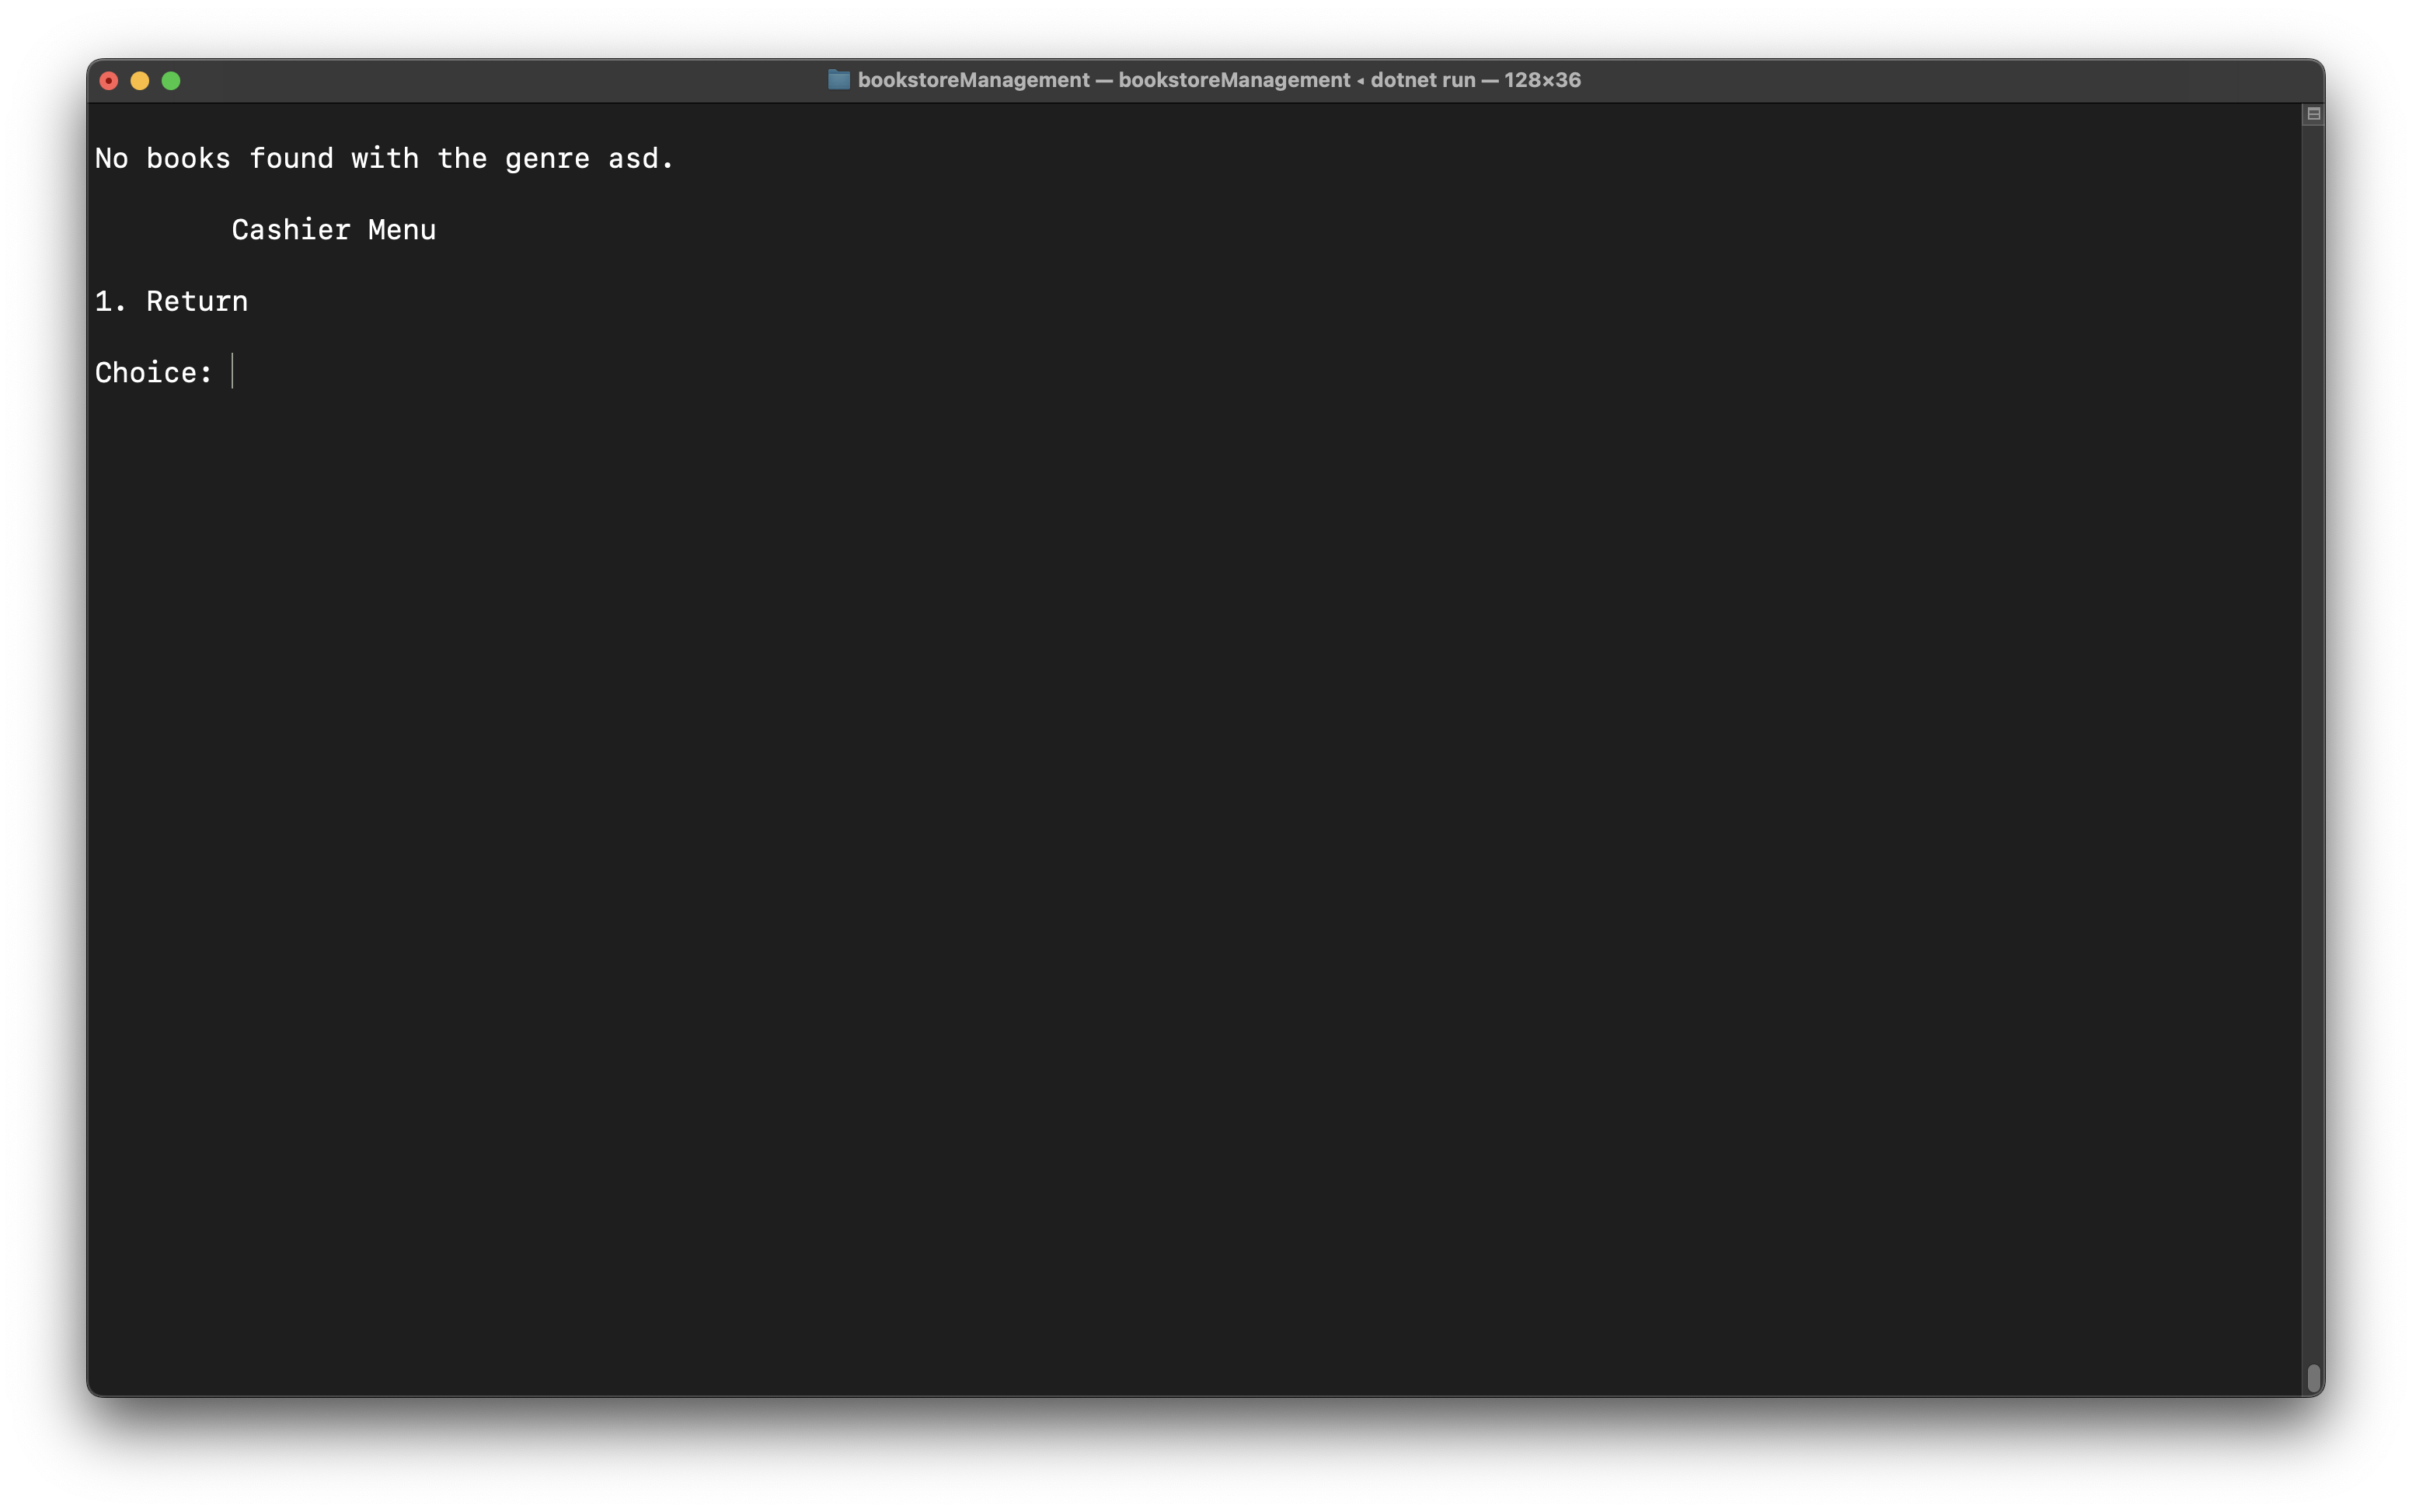 bookstoreManagement — bookstoreManagement ◂ dotnet run — 128×36
No books found with the genre asd.
Cashier Menu
1. Return
Choice: